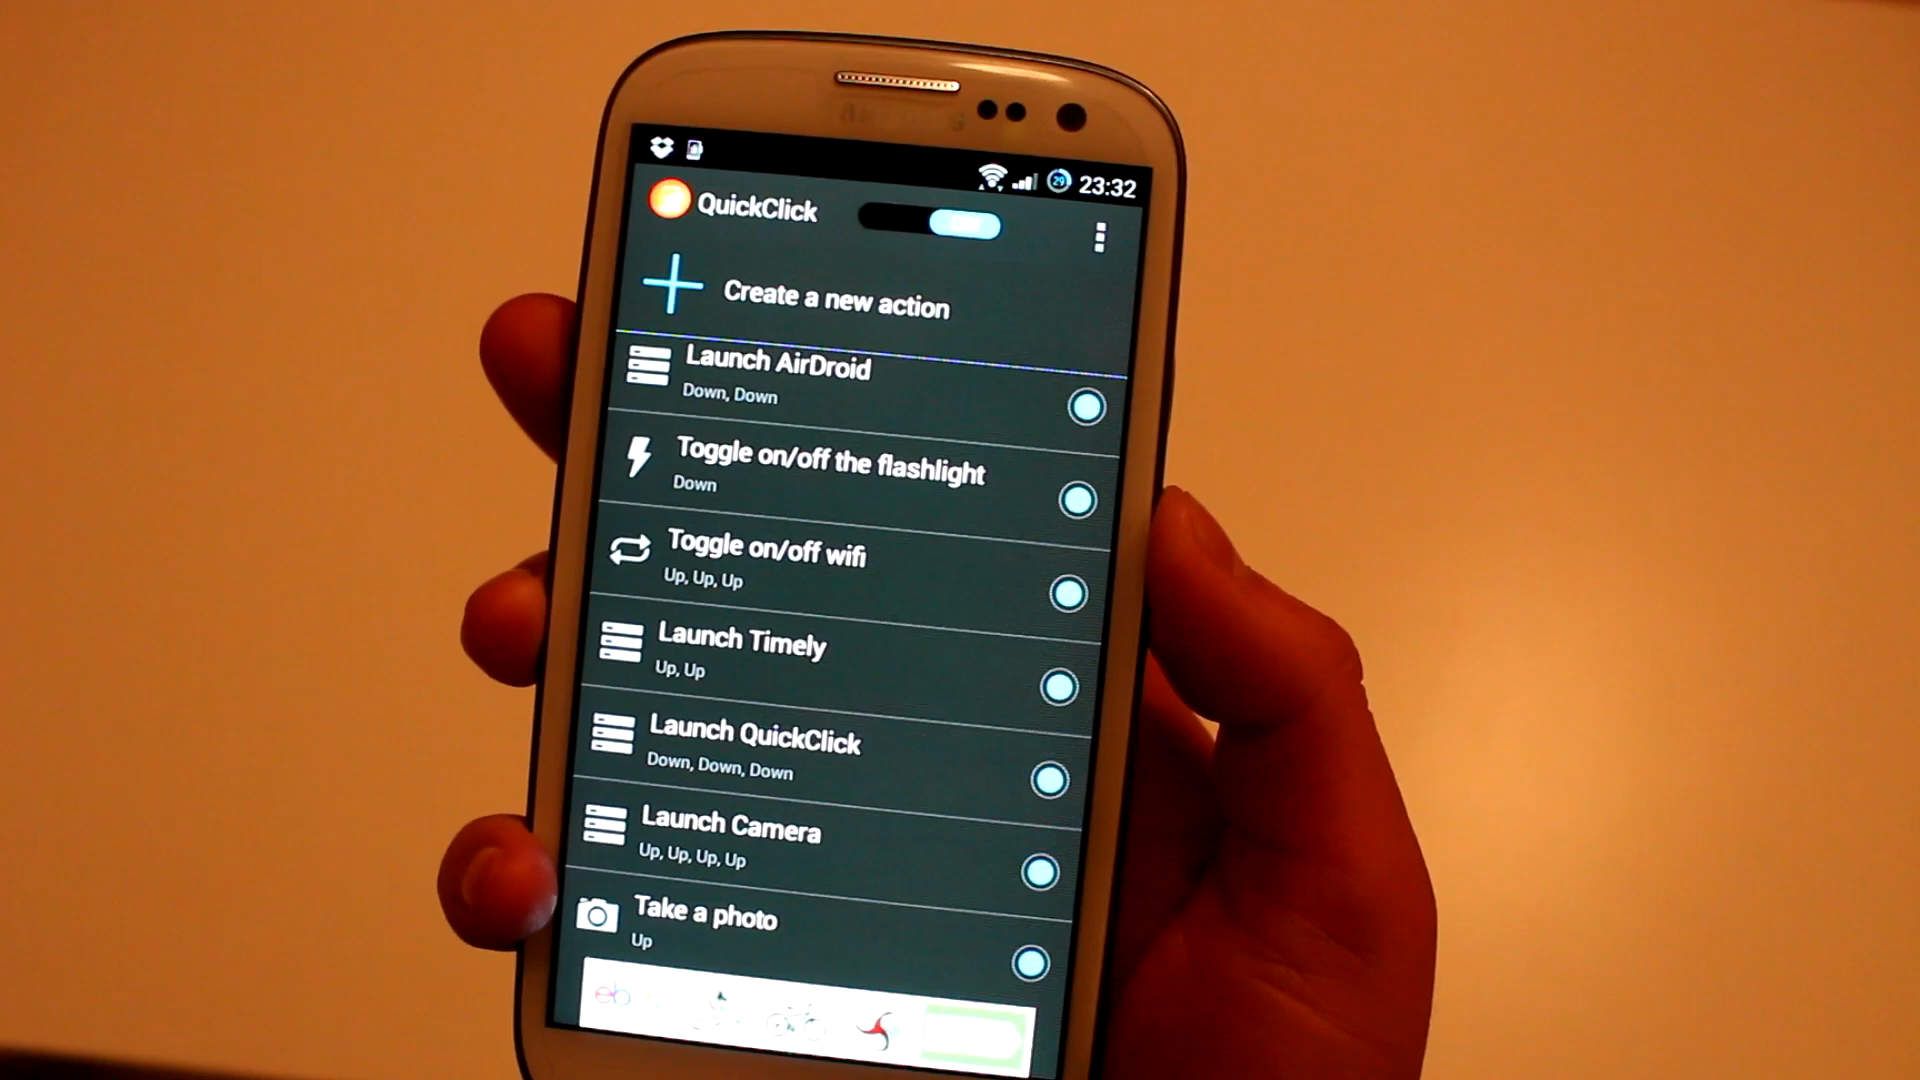 29 23:32
QuickClick
Create a new action
Launch AirDroid
Down, Down
Toggle on/off the flashlight
Down
Toggle on/off wifi
Up, Up, Up
Launch Timely
Up, Up
Launch QuickClick
Down, Down, Down
Launch Camera
Up, Up, Up, Up
Take a photo
Up
eb